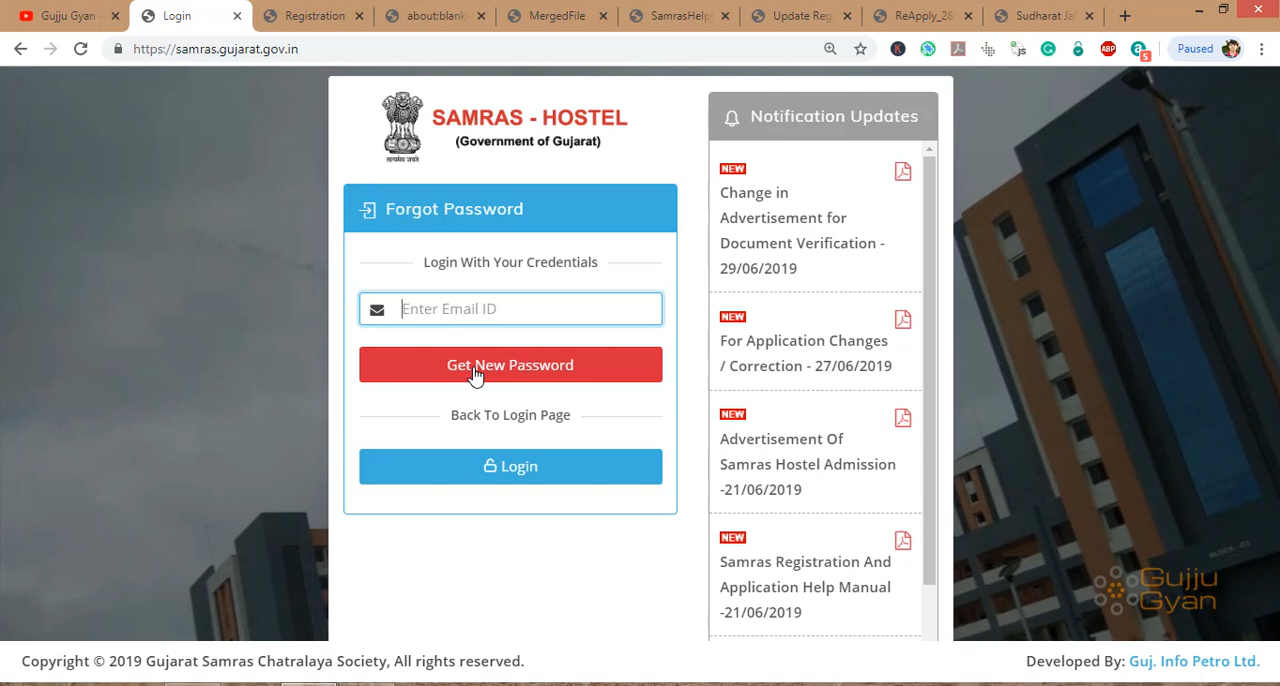 Gujju Gyan -
Login
Registration
about:blank
MergedFile
SamrasHelp
Update Reg
ReApply_28
Sudharat Ja
https://samras.gujarat.gov.in
ABP
5
Paused
SAMRAS - HOSTEL
(Government of Gujarat)
Forgot Password
Login With Your Credentials
Enter Email ID
Get New Password
Back To Login Page
Login
Notification Updates
NEW
Change in
Advertisement for
Document Verification -
29/06/2019
NEW
For Application Changes
/ Correction - 27/06/2019
NEW
Advertisement Of
Samras Hostel Admission
-21/06/2019
NEW
Samras Registration And
Application Help Manual
-21/06/2019
BLOCK-
Gujju
Gyan
Copyright © 2019 Gujarat Samras Chatralaya Society, All rights reserved.
Developed By: Guj. Info Petro Ltd.